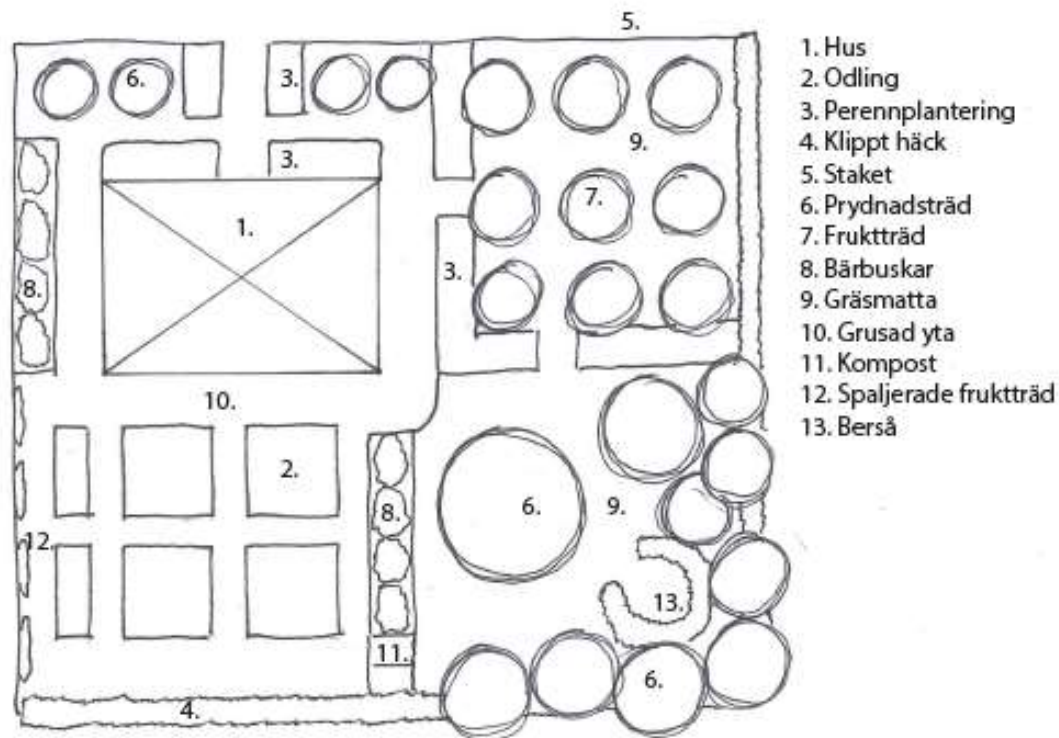 5.
6.
3.
9.
3.
7.
1.
3.
8.
10.
2.
8.
6.
9.
12.
13.
11.
6.
4.
1. Hus
2. Odling
3. Perennplantering
4. Klippt häck
5. Staket
6. Prydnadsträd
7. Fruktträd
8. Bärbuskar
9. Gräsmatta
10. Grusad yta
11. Kompost
12. Spaljerade fruktträd
13. Berså